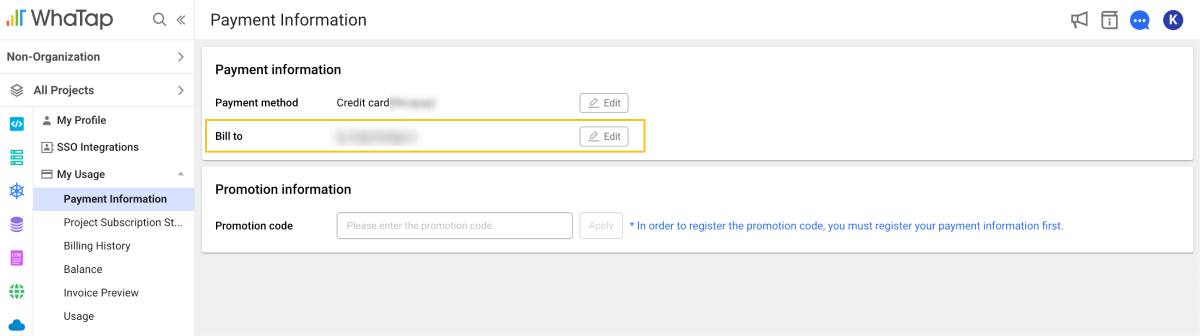 WhaTap
Payment Information
K
Non-Organization
All Projects
My Profile
SSO Integrations
My Usage
Payment Information
Project Subscription St...
Billing History
Balance
Invoice Preview
Usage
Payment information
Payment method Credit card Edit
Bill to Edit
Promotion information
Promotion code Please enter the promotion code. Apply * In order to register the promotion code, you must register your payment information first.